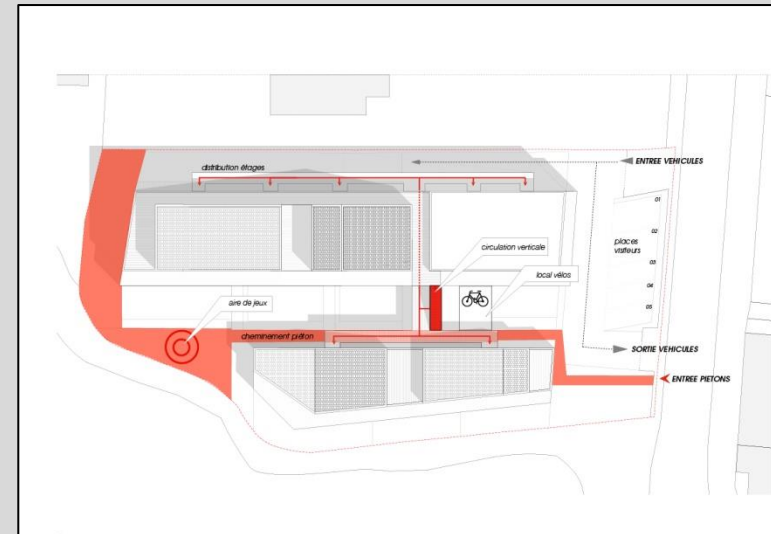 distribution étages
ENTREE VEHICULES
01
02
03
04
05
places
visiteurs
circulation verticale
local vélos
aire de jeux
cheminement piéton
SORTIE VEHICULES
ENTREE PIETONS